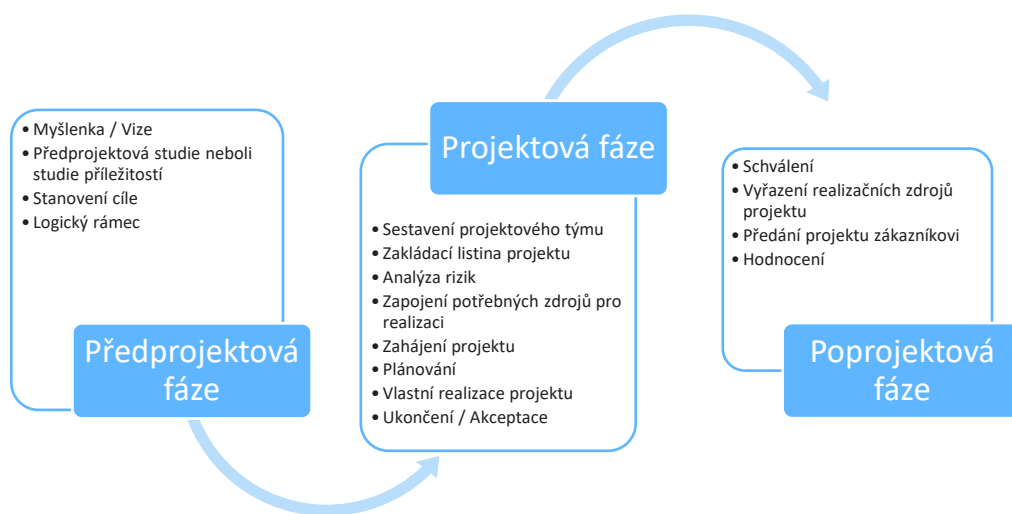 • Myšlenka / Vize
• Předprojektová studie neboli
studie příležitostí
• Stanovení cíle
• Logický rámec
Předprojektová
fáze
Projektová fáze
• Sestavení projektového týmu
• Zakládací listina projektu
• Analýza rizik
• Zapojení potřebných zdrojů pro
realizaci
• Zahájení projektu
• Plánování
• Vlastní realizace projektu
• Ukončení / Akceptace
• Schválení
• Vyřazení realizačních zdrojů
projektu
• Předání projektu zákazníkovi
• Hodnocení
Poprojektová
fáze